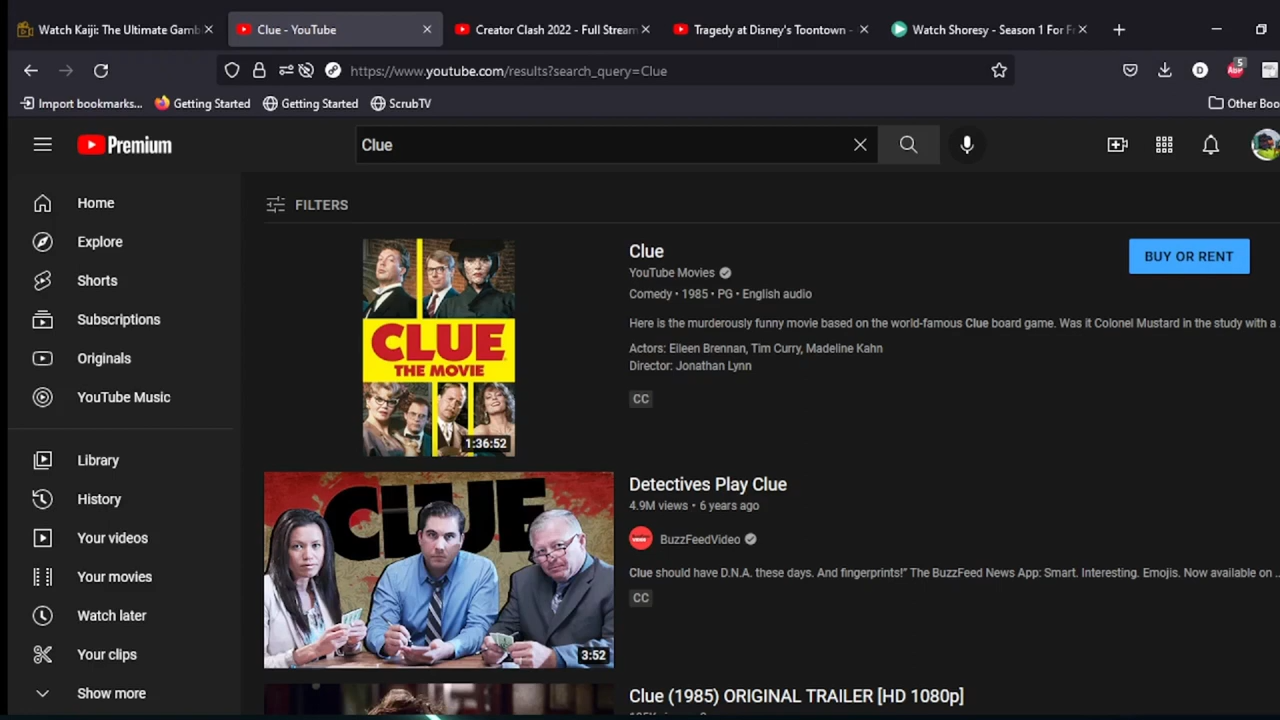 Watch Kaiji: The Ultimate Gamb
Clue - YouTube
Creator Clash 2022 - Full Stream
Tragedy at Disney's Toontown -
Watch Shoresy - Season 1 For Fr
https://www.youtube.com/results?search_query=Clue
D
ABP
5
Import bookmarks...
Getting Started
Getting Started
ScrubTV
Other Boo
Premium
Clue
Home
Explore
Shorts
Subscriptions
Originals
YouTube Music
Library
History
Your videos
Your movies
Watch later
Your clips
Show more
FILTERS
CLUE
THE MOVIE
1:36:52
Clue
YouTube Movies
Comedy • 1985 • PG • English audio
Here is the murderously funny movie based on the world-famous Clue board game. Was it Colonel Mustard in the study with a ...
Actors: Eileen Brennan, Tim Curry, Madeline Kahn
Director: Jonathan Lynn
CC
BUY OR RENT
CLUE
3:52
Detectives Play Clue
4.9M views • 6 years ago
BuzzFeedVideo
Clue should have D.N.A. these days. And fingerprints!" The BuzzFeed News App: Smart. Interesting. Emojis. Now available on ...
CC
Clue (1985) ORIGINAL TRAILER [HD 1080p]